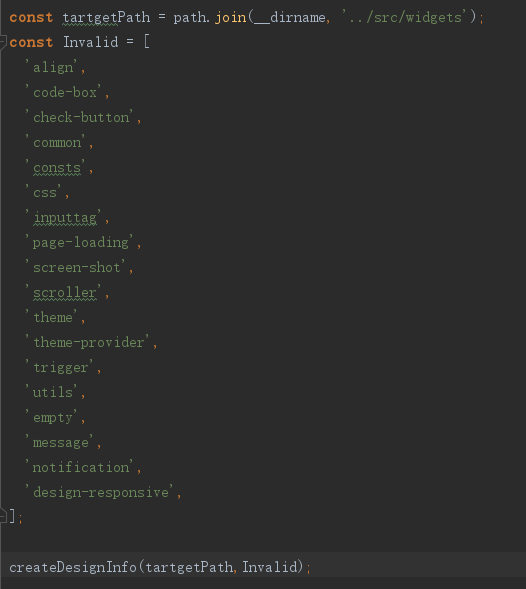 const tartgetPath = path.join(__dirname, '../src/widgets');
const Invalid = [
'align',
'code-box',
'check-button',
'common',
'consts',
'css',
'inputtag',
'page-loading',
'screen-shot',
'scroller',
'theme',
'theme-provider',
'trigger',
'utils',
'empty',
'message',
'notification',
'design-responsive',
];
createDesignInfo(tartgetPath,Invalid);